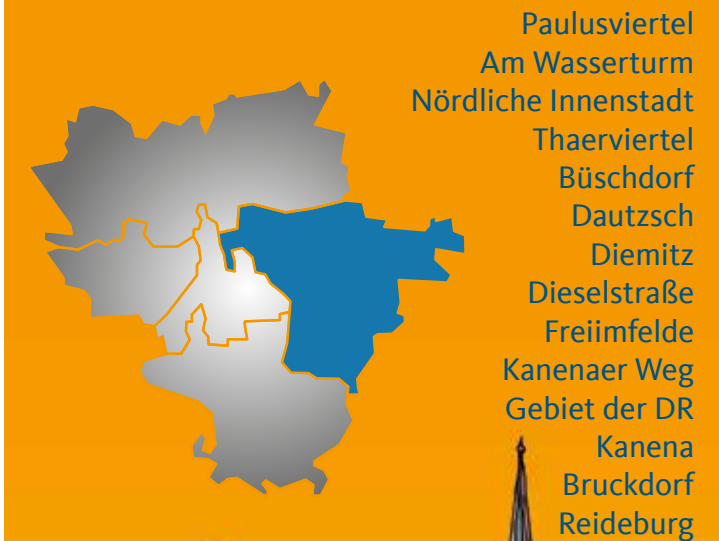 Paulusviertel
Am Wasserturm
Nördliche Innenstadt
Thaerviertel
Büschdorf
Dautzsch
Diemitz
Dieselstraße
Freiimfelde
Kanenaer Weg
Gebiet der DR
Kanena
Bruckdorf
Reideburg